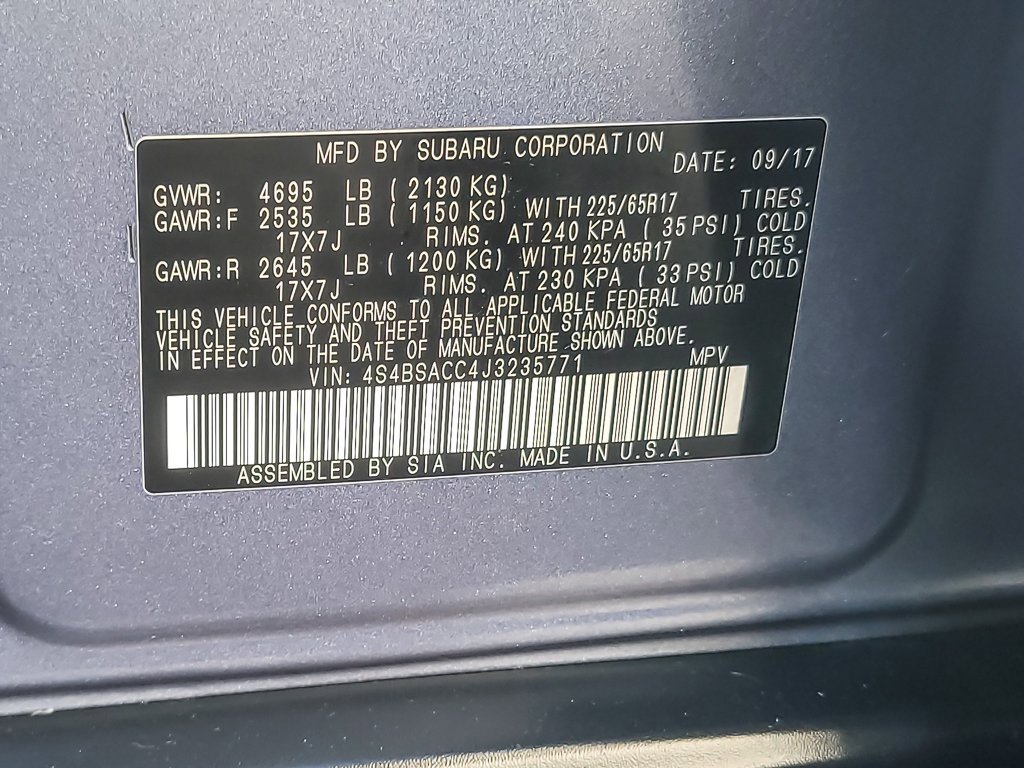 MFD BY SUBARU CORPORATION DATE: 09/17
GVWR: 4695 LB ( 2130 KG)
GAWR:F 2535 LB ( 1150 KG) WITH 225/65R17 TIRES.
17X7J RIMS. AT 240 KPA ( 35 PSI) COLD
GAWR:R 2645 LB ( 1200 KG) WITH 225/65R17 TIRES.
17X7J RIMS. AT 230 KPA ( 33 PSI) COLD
THIS VEHICLE CONFORMS TO ALL APPLICABLE FEDERAL MOTOR
VEHICLE SAFETY AND THEFT PREVENTION STANDARDS
IN EFFECT ON THE DATE OF MANUFACTURE SHOWN ABOVE.
VIN: 4S4BSACC4J3235771 MPV
ASSEMBLED BY SIA INC. MADE IN U.S.A.